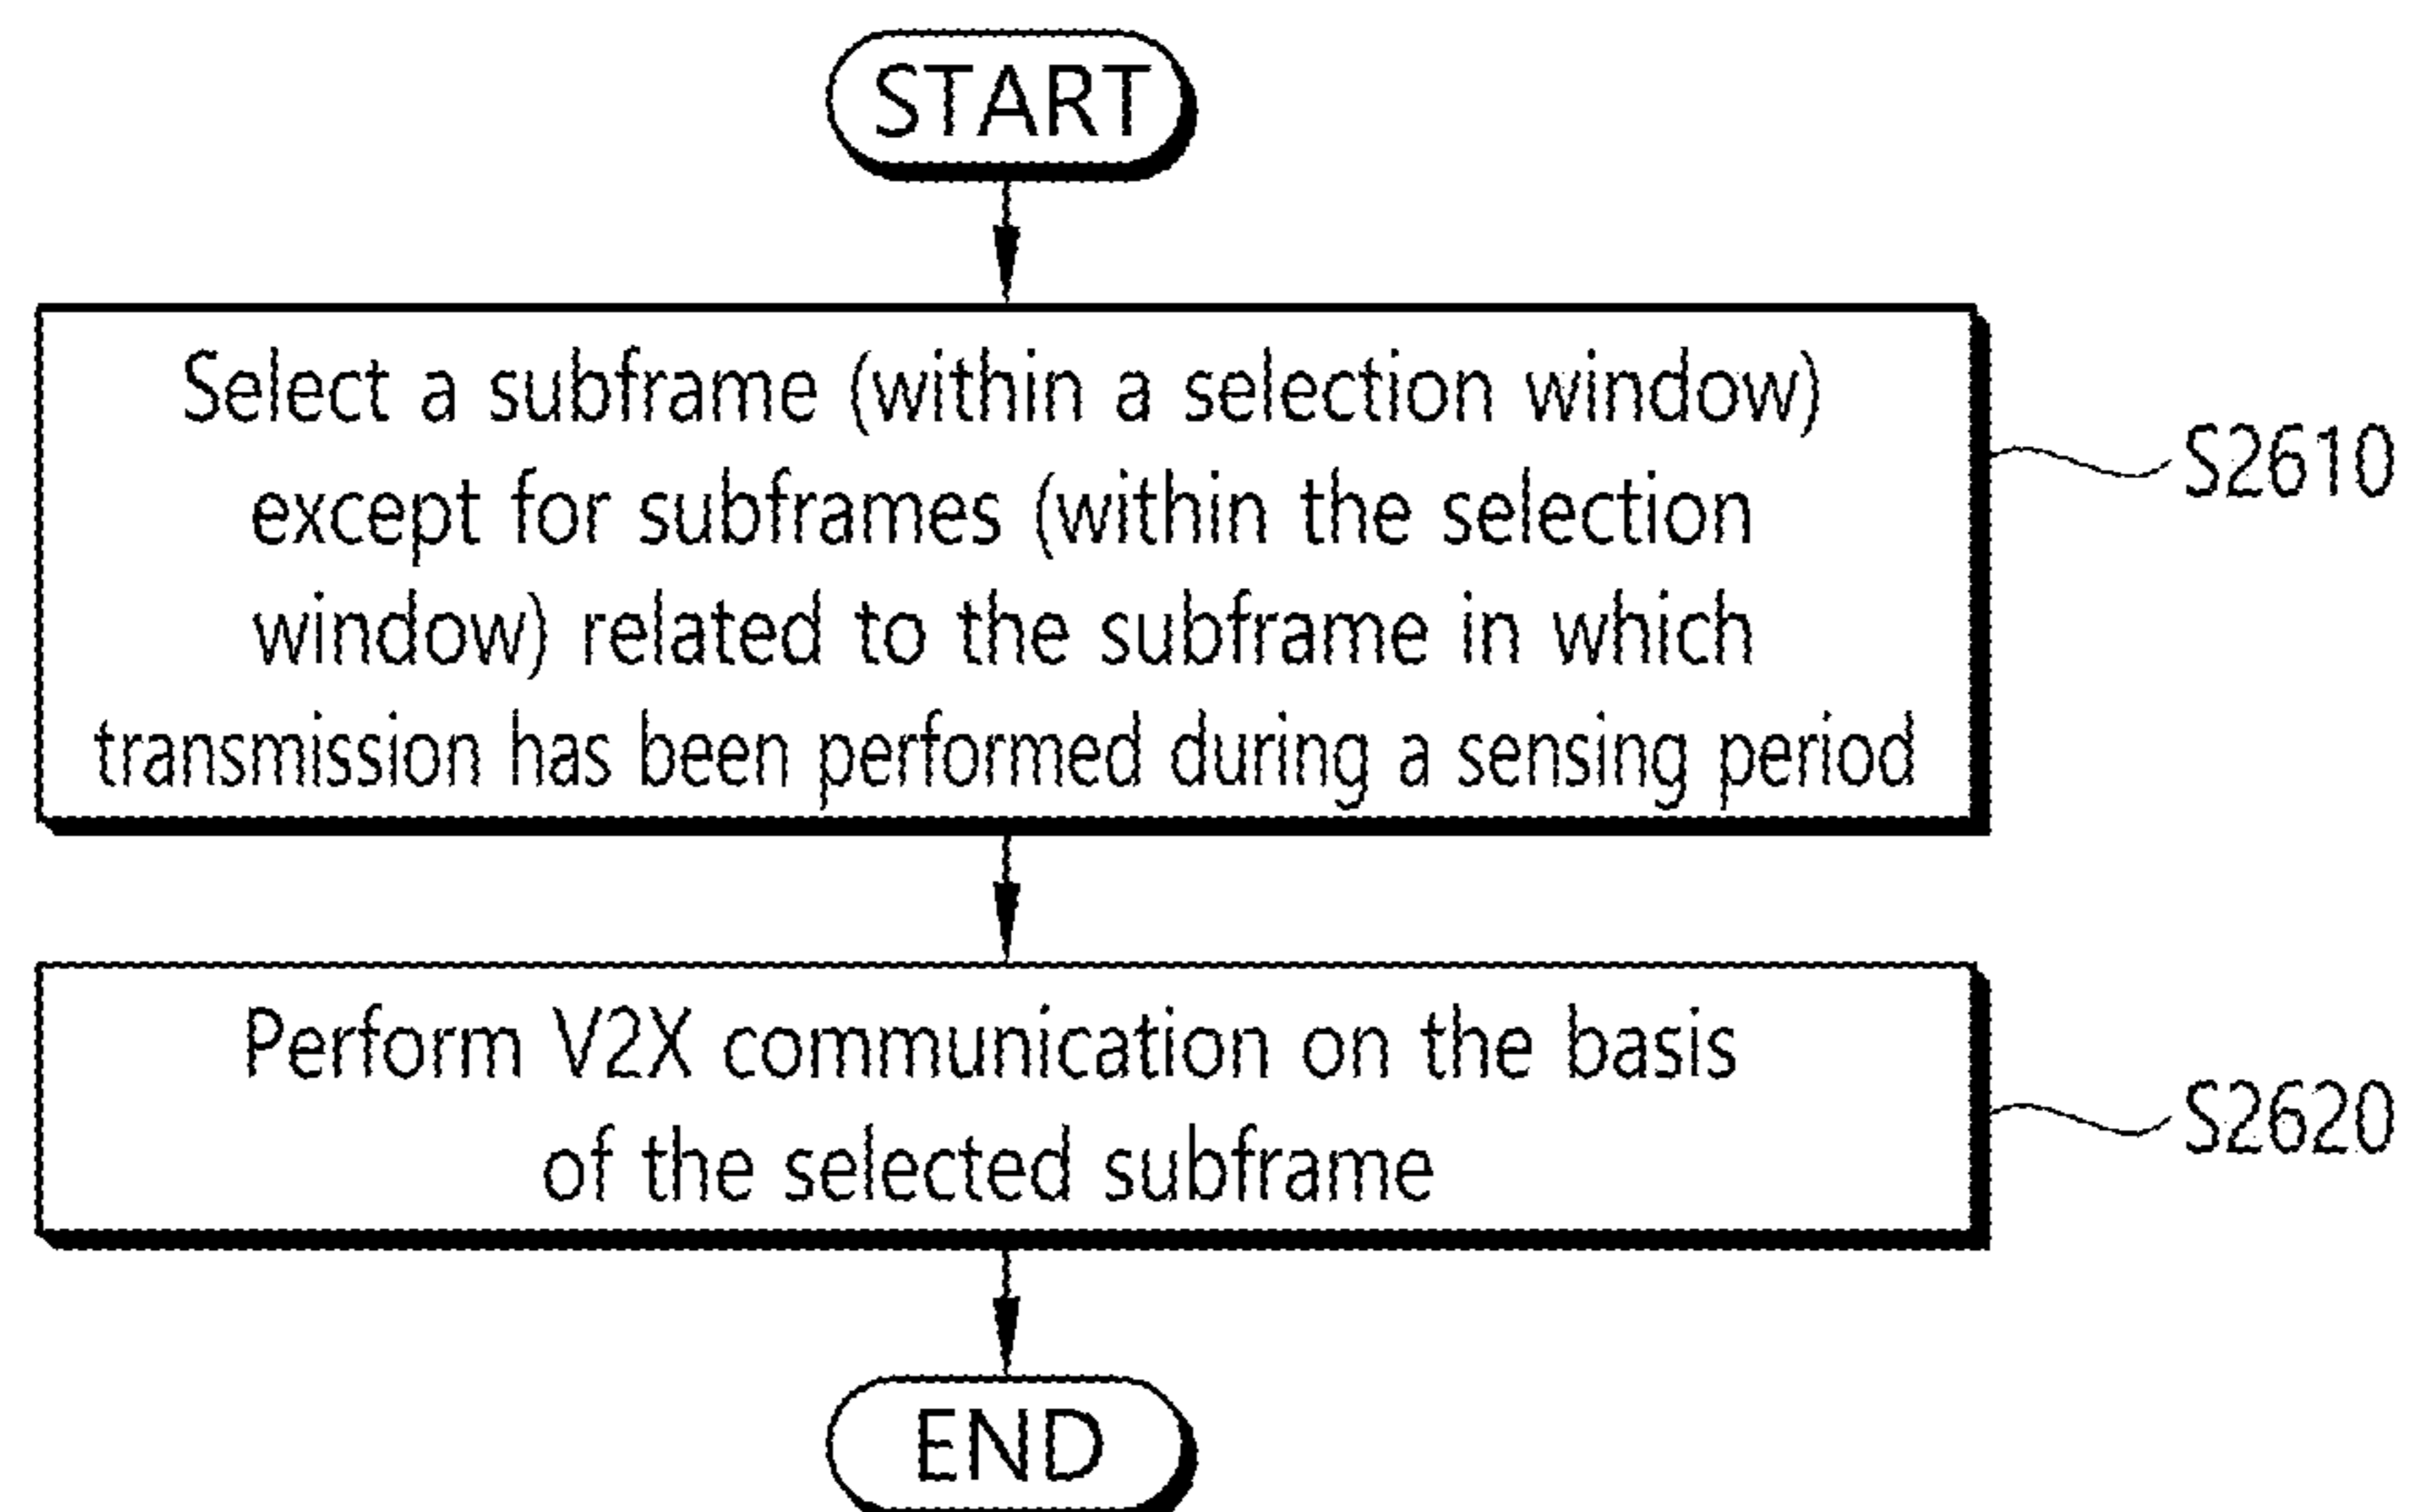 START
Select a subframe (within a selection window)
except for subframes (within the selection
window) related to the subframe in which
transmission has been performed during a sensing period
S2610
Perform V2X communication on the basis
of the selected subframe
S2620
END